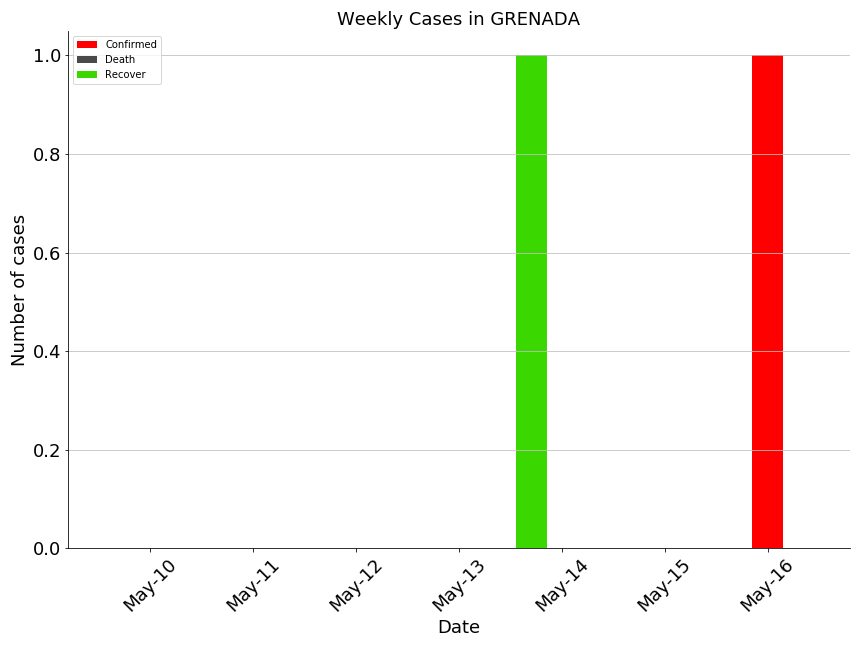 Weekly Cases in GRENADA
Confirmed
Death
Recover
Number of cases
1.0
0.8
0.6
0.4
0.2
0.0
May-10
May-11
May-12
May-13
May-14
May-15
May-16
Date